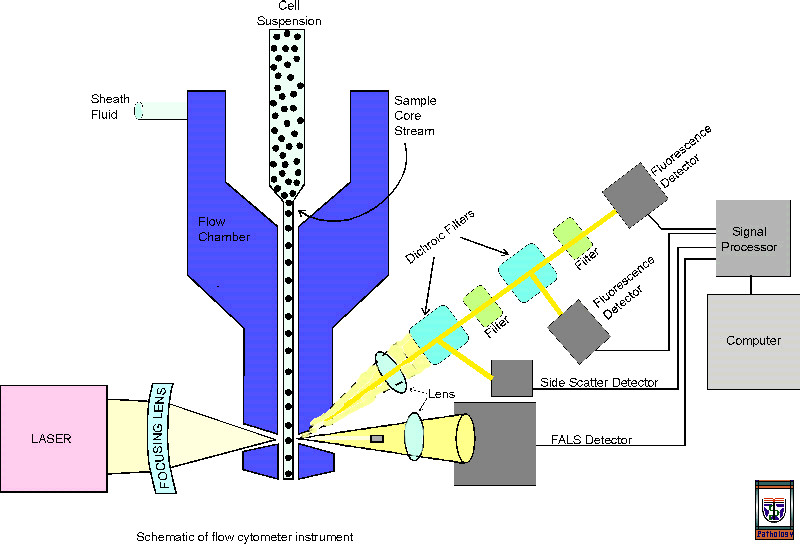 Cell
Suspension
Sheath
Fluid
Sample
Core
Stream
Flow
Chamber
Fluorescence
Detector
Dichroic Filters
Filter
Signal
Processor
Fluorescence
Detector
Filter
Computer
Side Scatter Detector
Lens
LASER
FOCUSING LENS
FALS Detector
Schematic of flow cytometer instrument
Pathology